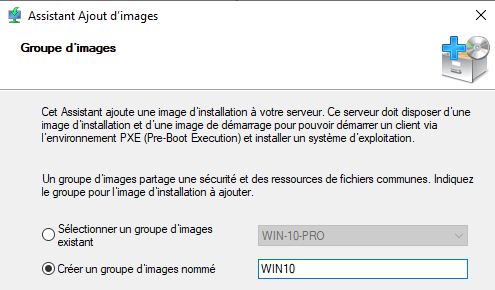 Assistant Ajout d'images
Groupe d'images
Cet Assistant ajoute une image d'installation à votre serveur. Ce serveur doit disposer d'une
image d'installation et d'une image de démarrage pour pouvoir démarrer un client via
l'environnement PXE (Pre-Boot Execution) et installer un système d'exploitation.
Un groupe d'images partage une sécurité et des ressources de fichiers communes. Indiquez
le groupe pour l'image d'installation à ajouter.
Sélectionner un groupe d'images
existant
WIN-10-PRO
Créer un groupe d'images nommé
WIN10